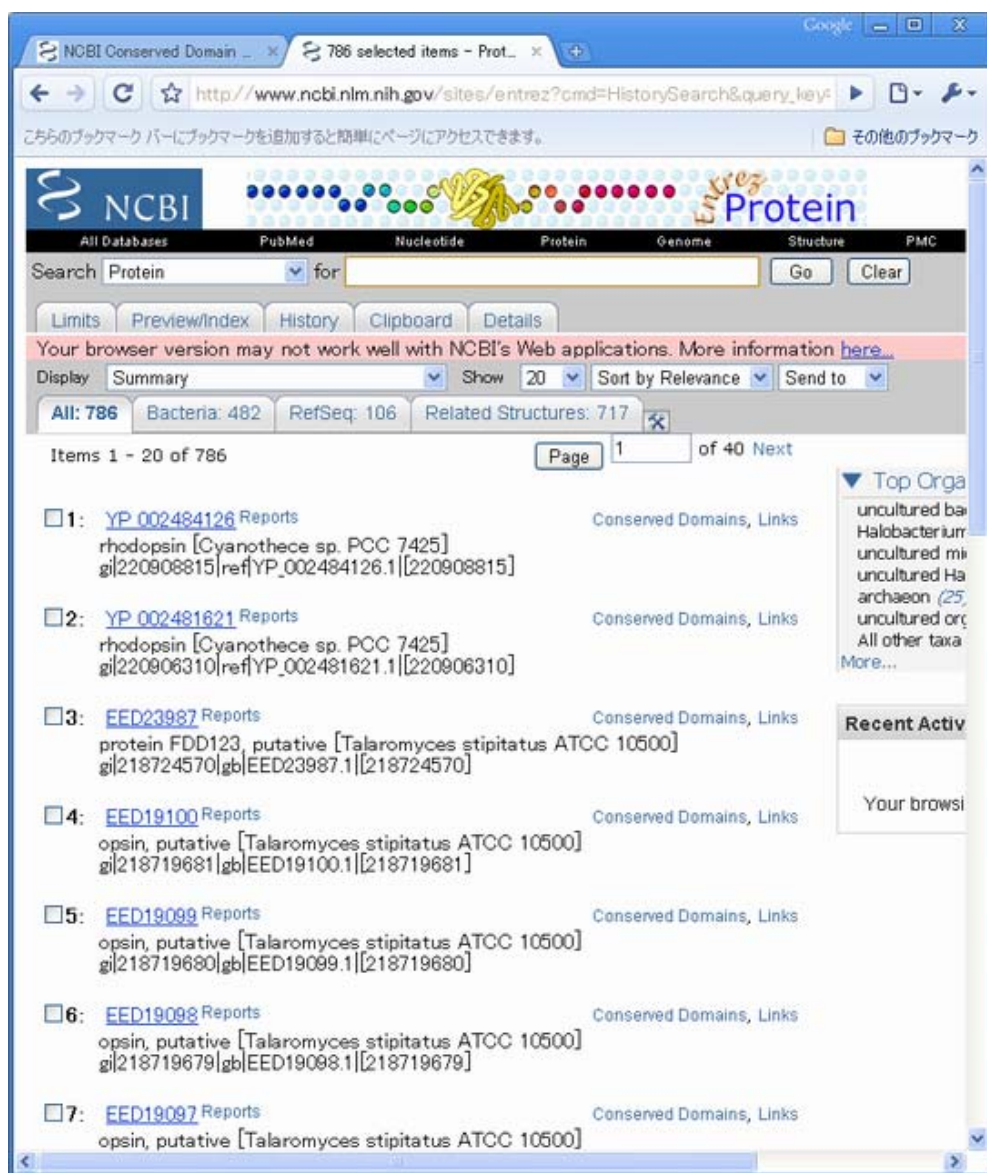 Google
NCBI Conserved Domain ...
786 selected items - Prot...
http://www.ncbi.nlm.nih.gov/sites/entrez?cmd=HistorySearch&query_key=
こちらのブックマーク バーにブックマークを追加すると簡単にページにアクセスできます。
その他のブックマーク
NCBI
Entrez Protein
All Databases PubMed Nucleotide Protein Genome Structure PMC
Search Protein for Go Clear
Limits Preview/Index History Clipboard Details
Your browser version may not work well with NCBI's Web applications. More information here...
Display Summary Show 20 Sort by Relevance Send to
All: 786 Bacteria: 482 RefSeq: 106 Related Structures: 717
Items 1 - 20 of 786 Page 1 of 40 Next
Top Orga
uncultured ba
Halobacterium
uncultured mi
uncultured Ha
archaeon (25
uncultured org
All other taxa
More...
Recent Activ
Your browsi
1: YP_002484126 Reports Conserved Domains, Links
rhodopsin [Cyanothece sp. PCC 7425]
gi|220908815|ref|YP_002484126.1|[220908815]
2: YP_002481621 Reports Conserved Domains, Links
rhodopsin [Cyanothece sp. PCC 7425]
gi|220906310|ref|YP_002481621.1|[220906310]
3: EED23987 Reports Conserved Domains, Links
protein FDD123, putative [Talaromyces stipitatus ATCC 10500]
gi|218724570|gb|EED23987.1|[218724570]
4: EED19100 Reports Conserved Domains, Links
opsin, putative [Talaromyces stipitatus ATCC 10500]
gi|218719681|gb|EED19100.1|[218719681]
5: EED19099 Reports Conserved Domains, Links
opsin, putative [Talaromyces stipitatus ATCC 10500]
gi|218719680|gb|EED19099.1|[218719680]
6: EED19098 Reports Conserved Domains, Links
opsin, putative [Talaromyces stipitatus ATCC 10500]
gi|218719679|gb|EED19098.1|[218719679]
7: EED19097 Reports Conserved Domains, Links
opsin, putative [Talaromyces stipitatus ATCC 10500]